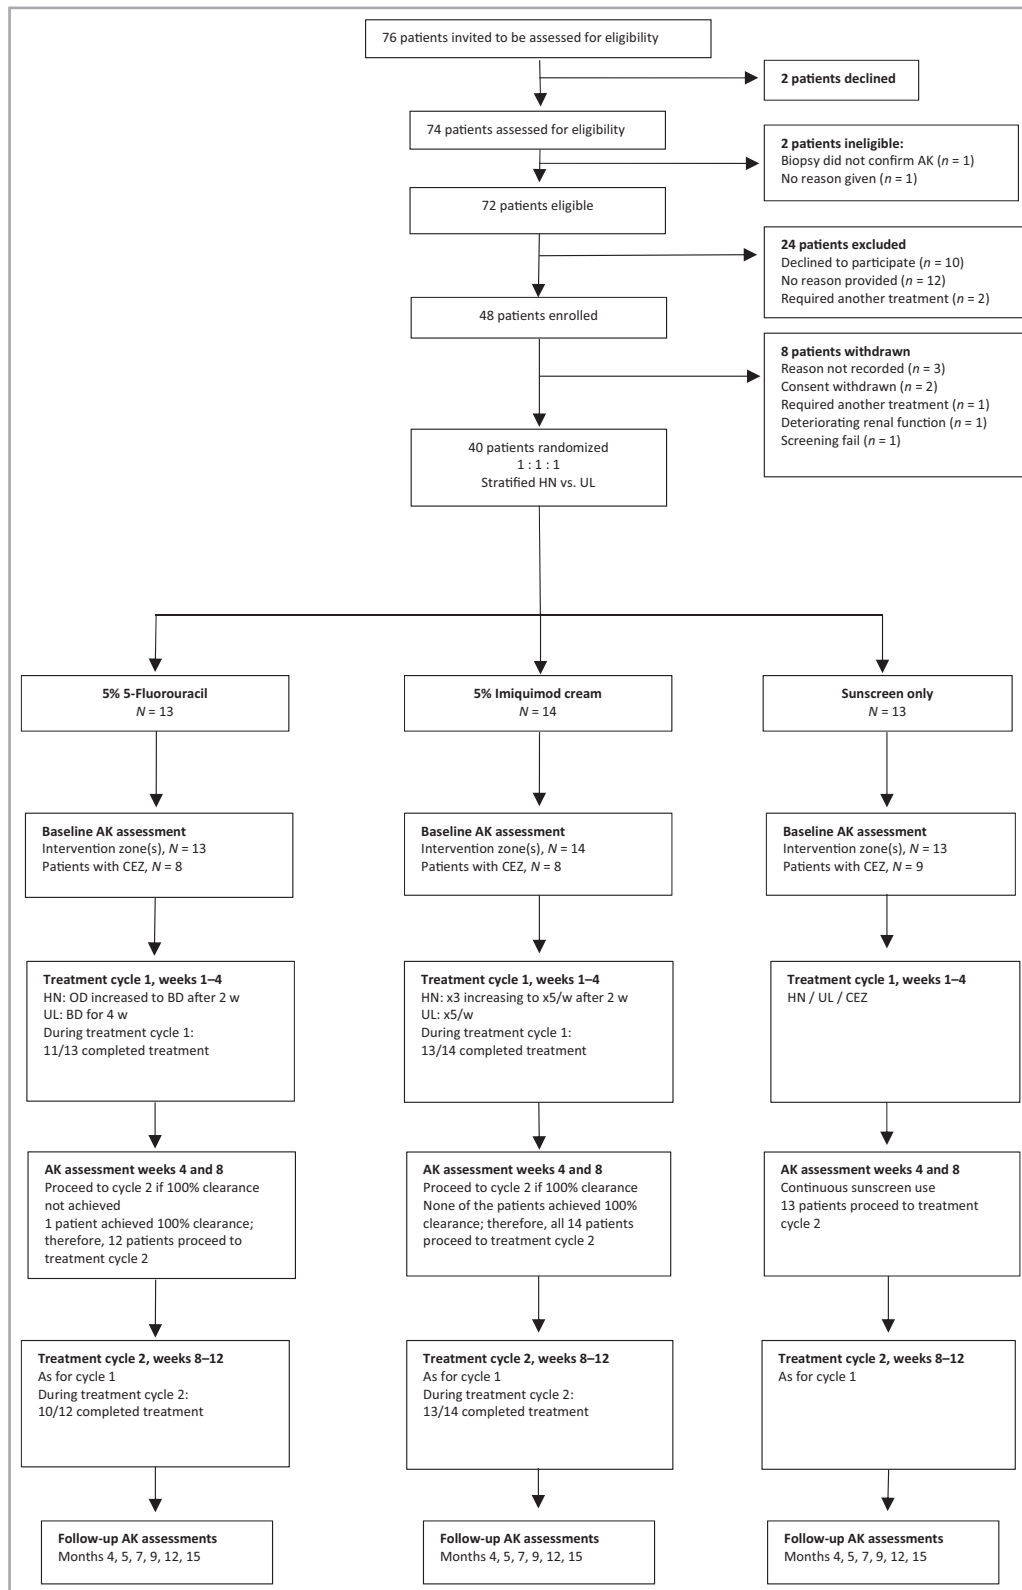 76 patients invited to be assessed for eligibility
2 patients declined
74 patients assessed for eligibility
2 patients ineligible:
Biopsy did not confirm AK (n = 1)
No reason given (n = 1)
72 patients eligible
24 patients excluded
Declined to participate (n = 10)
No reason provided (n = 12)
Required another treatment (n = 2)
48 patients enrolled
8 patients withdrawn
Reason not recorded (n = 3)
Consent withdrawn (n = 2)
Required another treatment (n = 1)
Deteriorating renal function (n = 1)
Screening fail (n = 1)
40 patients randomized
1 : 1 : 1
Stratified HN vs. UL
5% 5-Fluorouracil
N = 13
5% Imiquimod cream
N = 14
Sunscreen only
N = 13
Baseline AK assessment
Intervention zone(s), N = 13
Patients with CEZ, N = 8
Baseline AK assessment
Intervention zone(s), N = 14
Patients with CEZ, N = 8
Baseline AK assessment
Intervention zone(s), N = 13
Patients with CEZ, N = 9
Treatment cycle 1, weeks 1–4
HN: OD increased to BD after 2 w
UL: BD for 4 w
During treatment cycle 1:
11/13 completed treatment
Treatment cycle 1, weeks 1–4
HN: x3 increasing to x5/w after 2 w
UL: x5/w
During treatment cycle 1:
13/14 completed treatment
Treatment cycle 1, weeks 1–4
HN / UL / CEZ
AK assessment weeks 4 and 8
Proceed to cycle 2 if 100% clearance
not achieved
1 patient achieved 100% clearance;
therefore, 12 patients proceed to
treatment cycle 2
AK assessment weeks 4 and 8
Proceed to cycle 2 if 100% clearance
None of the patients achieved 100%
clearance; therefore, all 14 patients
proceed to treatment cycle 2
AK assessment weeks 4 and 8
Continuous sunscreen use
13 patients proceed to treatment
cycle 2
Treatment cycle 2, weeks 8–12
As for cycle 1
During treatment cycle 2:
10/12 completed treatment
Treatment cycle 2, weeks 8–12
As for cycle 1
During treatment cycle 2:
13/14 completed treatment
Treatment cycle 2, weeks 8–12
As for cycle 1
Follow-up AK assessments
Months 4, 5, 7, 9, 12, 15
Follow-up AK assessments
Months 4, 5, 7, 9, 12, 15
Follow-up AK assessments
Months 4, 5, 7, 9, 12, 15